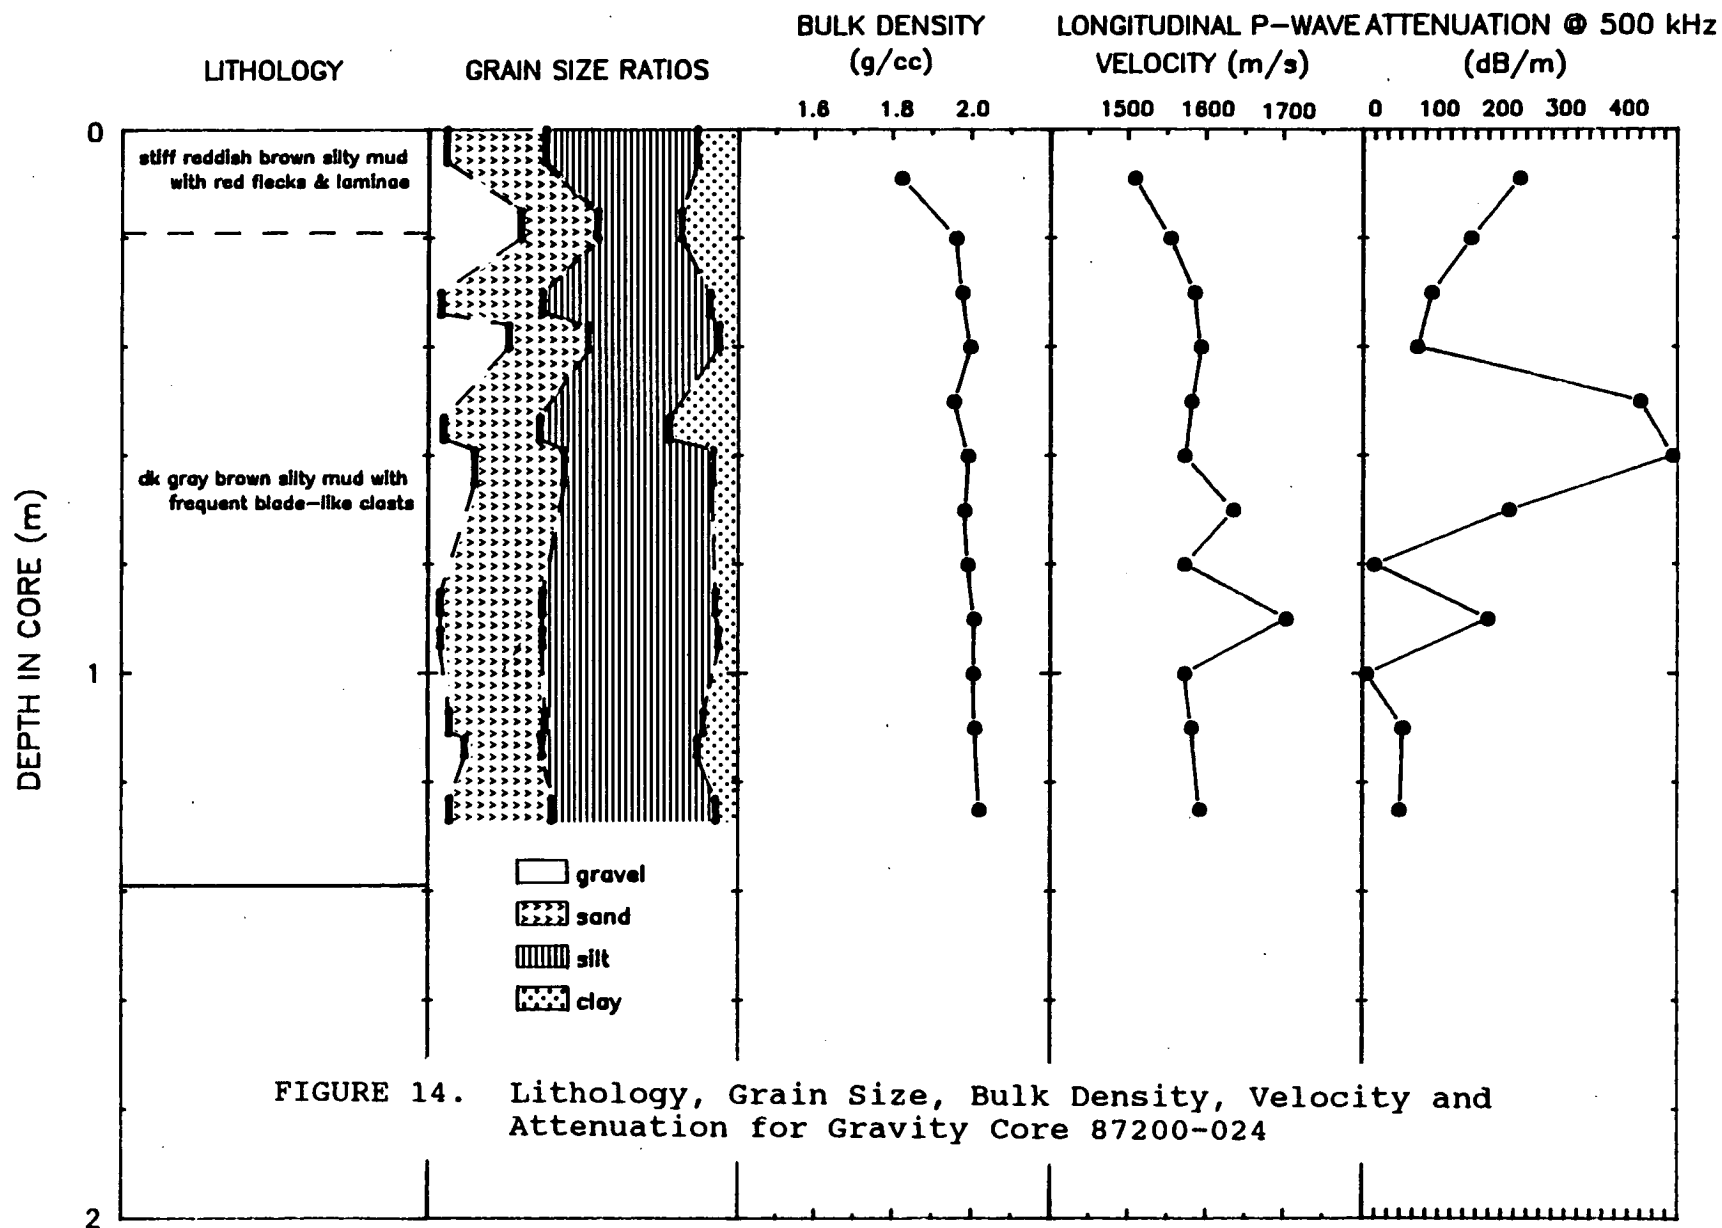 BULK DENSITY
(g/cc)
LONGITUDINAL P-WAVE
VELOCITY (m/s)
ATTENUATION @ 500 kHz
(dB/m)
LITHOLOGY
GRAIN SIZE RATIOS
1.6 1.8 2.0
1500 1600 1700
0 100 200 300 400
0
stiff reddish brown silty mud
with red flecks & laminae
dk gray brown silty mud with
frequent blade-like clasts
DEPTH IN CORE (m)
1
gravel
sand
silt
clay
FIGURE 14. Lithology, Grain Size, Bulk Density, Velocity and
Attenuation for Gravity Core 87200-024
2